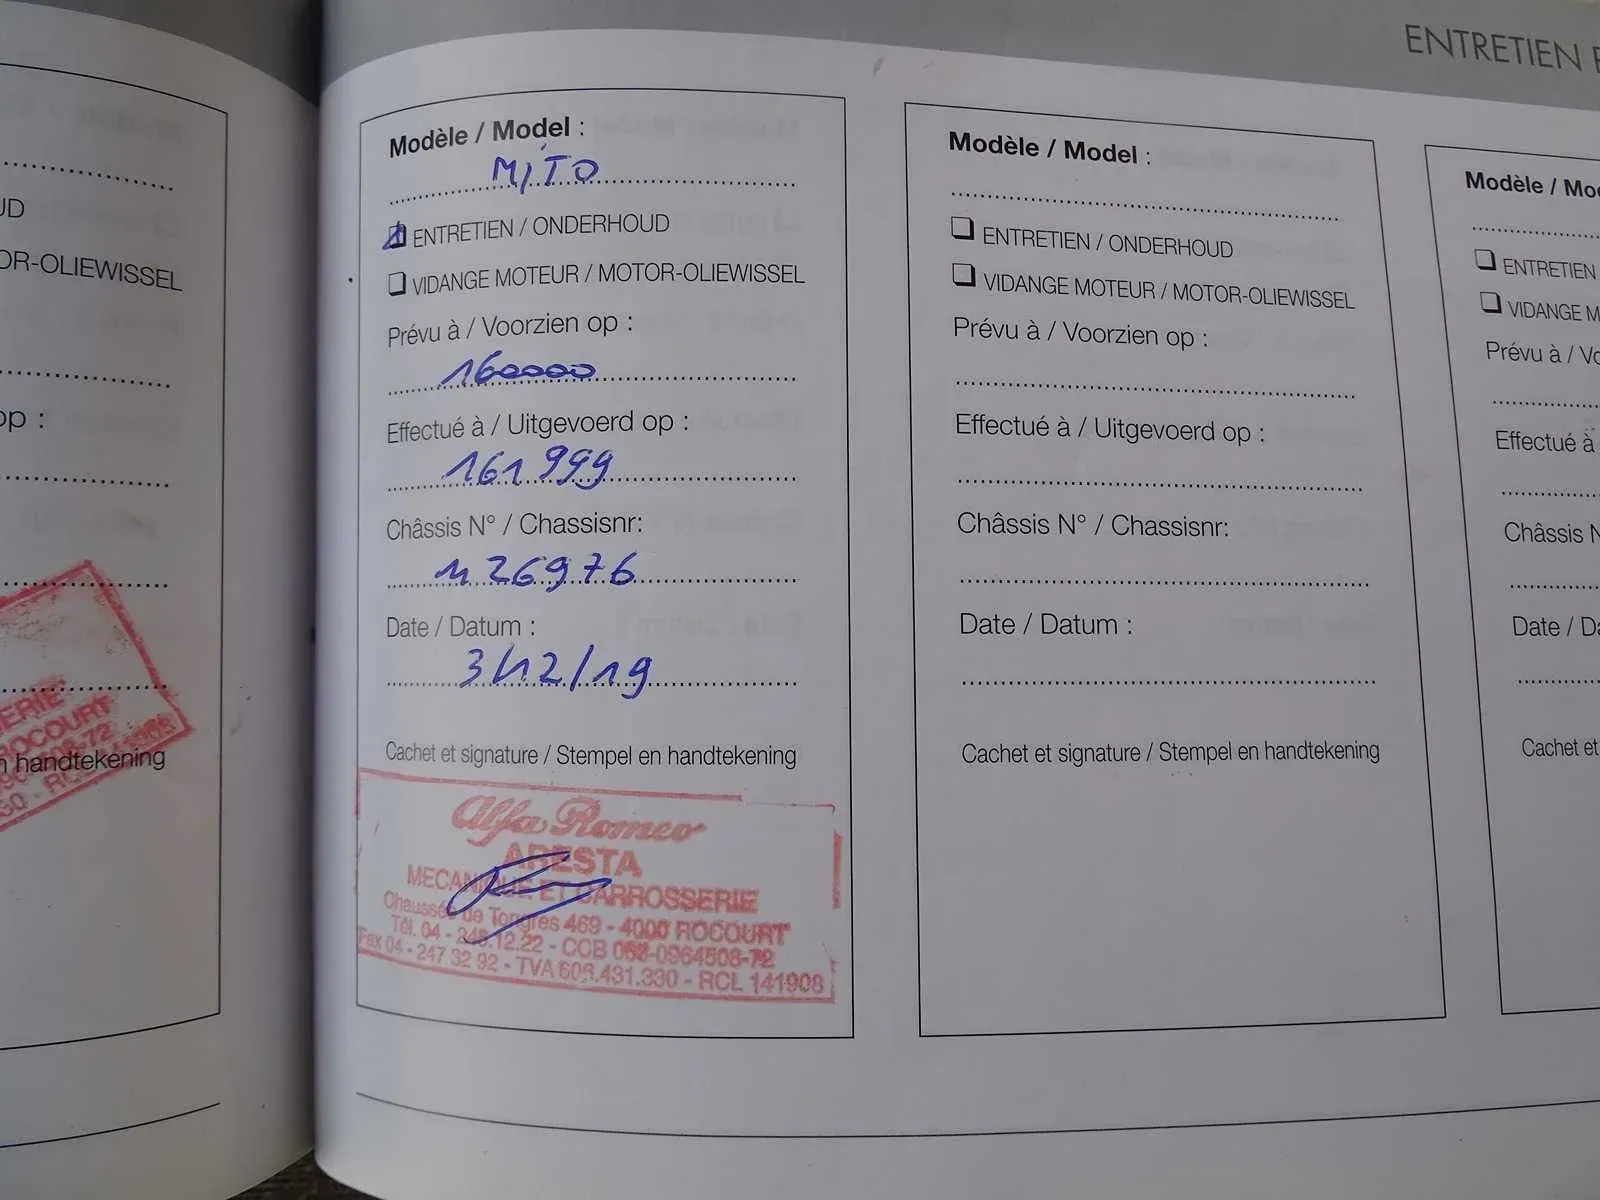 ENTRETIEN
UD
OR-OLIEWISSEL
op :
ROCOURT
handtekening
Modèle / Model :
MiTO
ENTRETIEN / ONDERHOUD
VIDANGE MOTEUR / MOTOR-OLIEWISSEL
Prévu à / Voorzien op :
160000
Effectué à / Uitgevoerd op :
161999
Châssis N° / Chassisnr:
Date / Datum :
3/12/19
Cachet et signature / Stempel en handtekening
Alfa Romeo
ARESTA
MECANIQUE ET CARROSSERIE
Chaussée de Tongres 469 - 4000 ROCOURT
Tél. 04 - 246.12.22 - CCB 068-0964508-72
Fax 04 - 247 32 92 - TVA 608.431.330 - RCL 141908
Modèle / Model :
ENTRETIEN / ONDERHOUD
VIDANGE MOTEUR / MOTOR-OLIEWISSEL
Prévu à / Voorzien op :
Effectué à / Uitgevoerd op :
Châssis N° / Chassisnr:
Date / Datum :
Cachet et signature / Stempel en handtekening
Modèle / Mo
ENTRETIEN
VIDANGE M
Prévu à / Vo
Effectué à
Châssis N
Date / Da
Cachet et